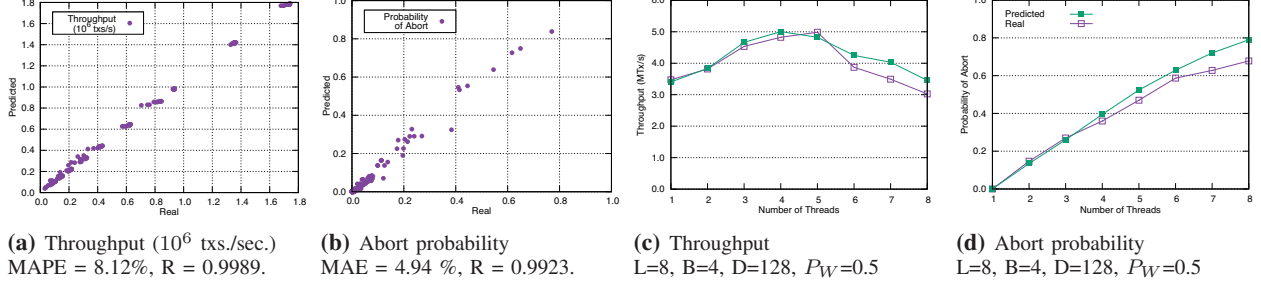 1.8
1.6
1.4
1.2
1.0
0.8
0.6
0.4
0.2
0.0
Predicted
Throughput
(10⁶ txs/s)
0.0 0.2 0.4 0.6 0.8 1.0 1.2 1.4 1.6 1.8
Real
1.0
0.8
0.6
0.4
0.2
0.0
Predicted
Probability
of Abort
0.0 0.2 0.4 0.6 0.8 1.0
Real
6.0
5.0
4.0
3.0
2.0
1.0
0.0
Throughput (MTx/s)
1 2 3 4 5 6 7 8
Number of Threads
1.0
0.8
0.6
0.4
0.2
0.0
Probability of Abort
Predicted
Real
1 2 3 4 5 6 7 8
Number of Threads
(a) Throughput (10⁶ txs./sec.)
MAPE = 8.12%, R = 0.9989.
(b) Abort probability
MAE = 4.94 %, R = 0.9923.
(c) Throughput
L=8, B=4, D=128, P_W=0.5
(d) Abort probability
L=8, B=4, D=128, P_W=0.5